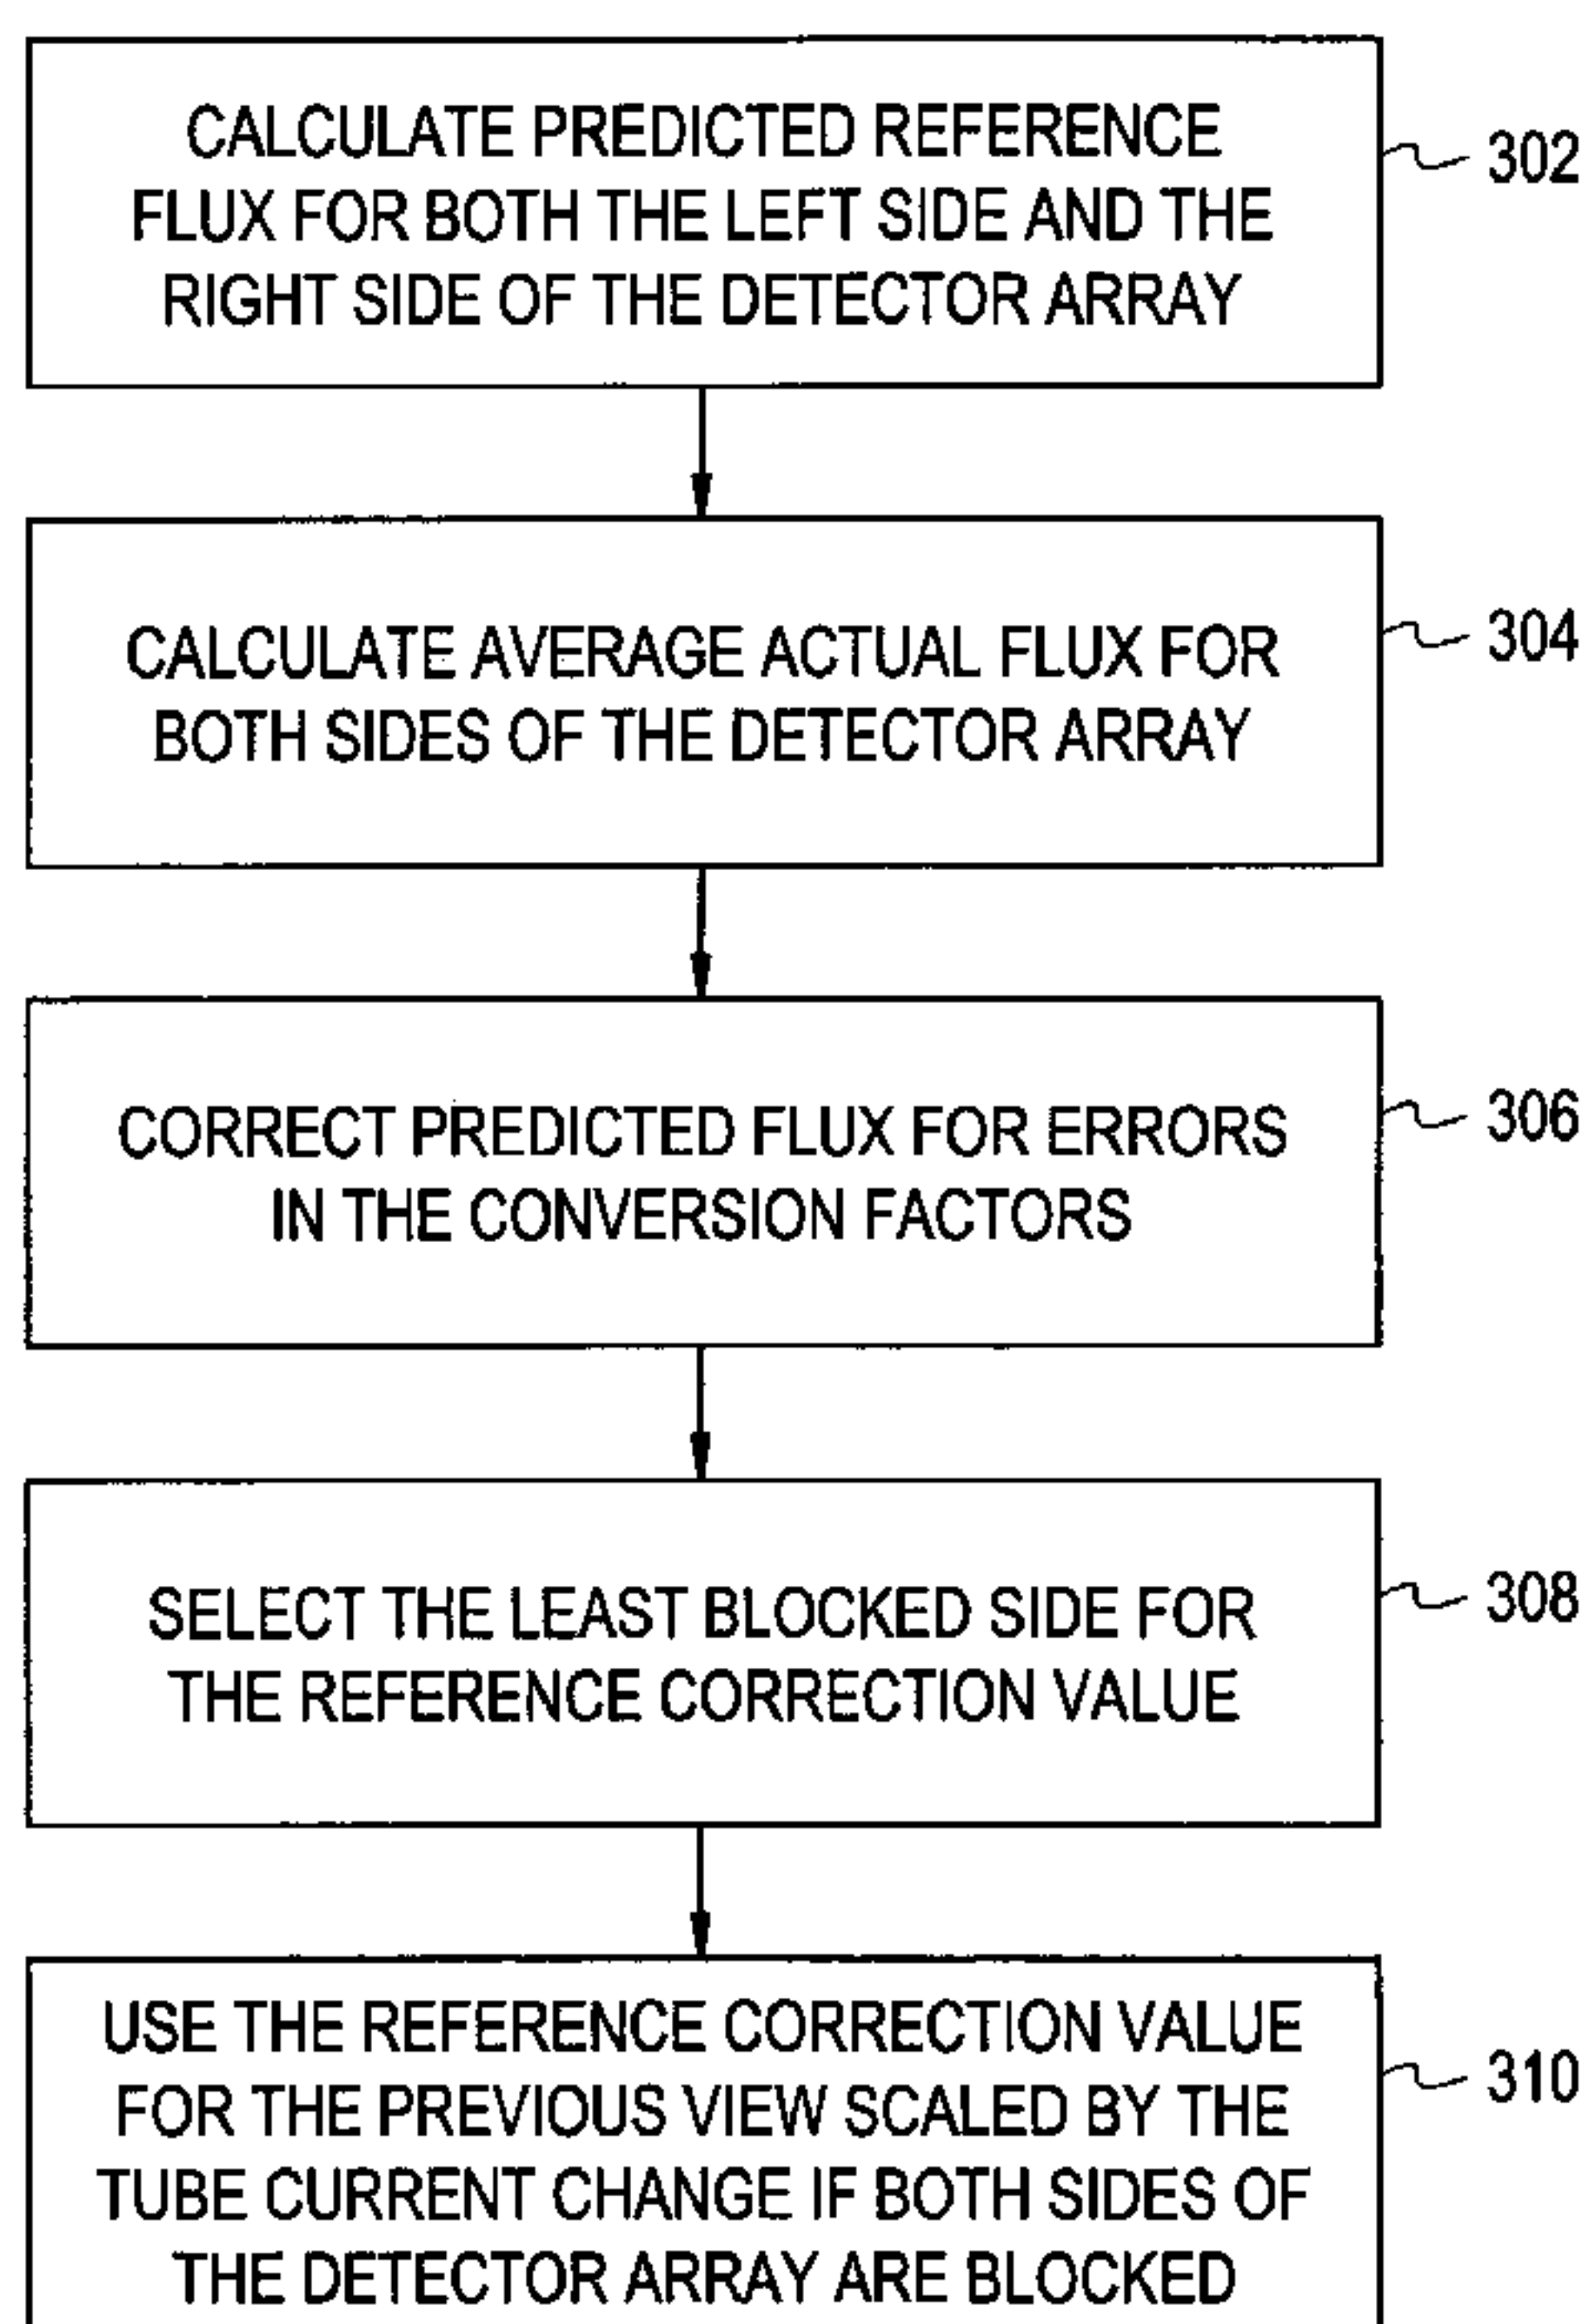 CALCULATE PREDICTED REFERENCE
FLUX FOR BOTH THE LEFT SIDE AND THE
RIGHT SIDE OF THE DETECTOR ARRAY
302
CALCULATE AVERAGE ACTUAL FLUX FOR
BOTH SIDES OF THE DETECTOR ARRAY
304
CORRECT PREDICTED FLUX FOR ERRORS
IN THE CONVERSION FACTORS
306
SELECT THE LEAST BLOCKED SIDE FOR
THE REFERENCE CORRECTION VALUE
308
USE THE REFERENCE CORRECTION VALUE
FOR THE PREVIOUS VIEW SCALED BY THE
TUBE CURRENT CHANGE IF BOTH SIDES OF
THE DETECTOR ARRAY ARE BLOCKED
310